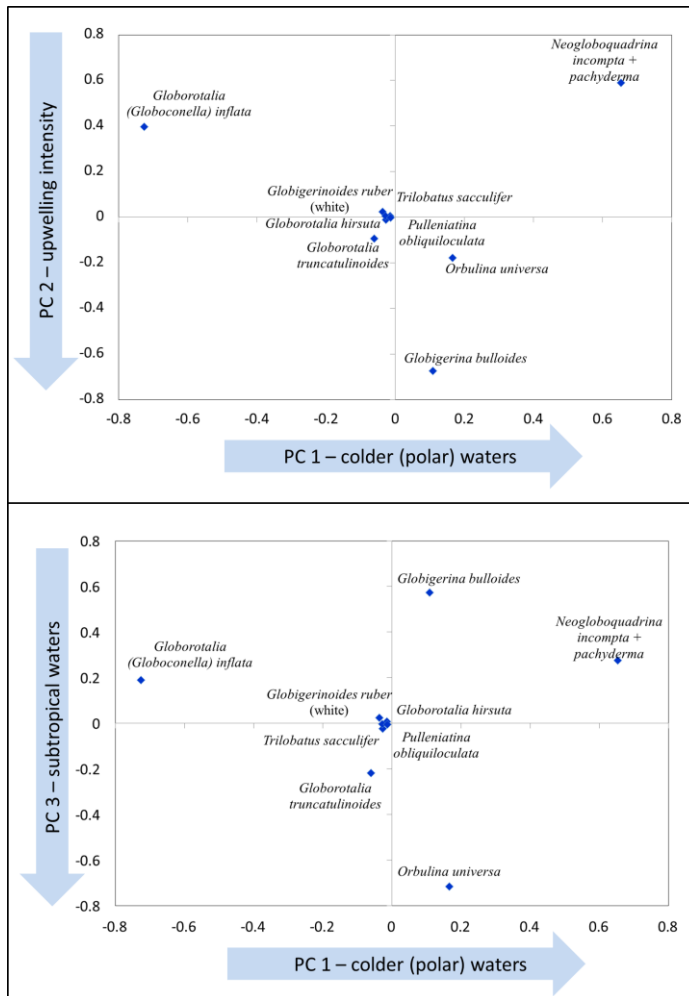 0.8
0.6
0.4
0.2
0
-0.2
-0.4
-0.6
-0.8
PC 2 – upwelling intensity
Neogloboquadrina
incompta +
pachyderma
Globorotalia
(Globoconella) inflata
Globigerinoides ruber
(white)
Trilobatus sacculifer
Globorotalia hirsuta
Pulleniatina
obliquiloculata
Globorotalia
truncatulinoides
Orbulina universa
Globigerina bulloides
-0.8 -0.6 -0.4 -0.2 0 0.2 0.4 0.6 0.8
PC 1 – colder (polar) waters
0.8
0.6
0.4
0.2
0
-0.2
-0.4
-0.6
-0.8
PC 3 – subtropical waters
Globigerina bulloides
Neogloboquadrina
incompta +
pachyderma
Globorotalia
(Globoconella) inflata
Globigerinoides ruber
(white)
Globorotalia hirsuta
Trilobatus sacculifer
Pulleniatina
obliquiloculata
Globorotalia
truncatulinoides
Orbulina universa
-0.8 -0.6 -0.4 -0.2 0 0.2 0.4 0.6 0.8
PC 1 – colder (polar) waters